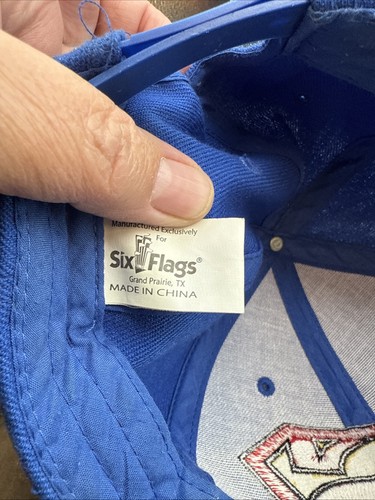 Manufactured Exclusively
For
Six Flags®
Grand Prairie, TX
MADE IN CHINA